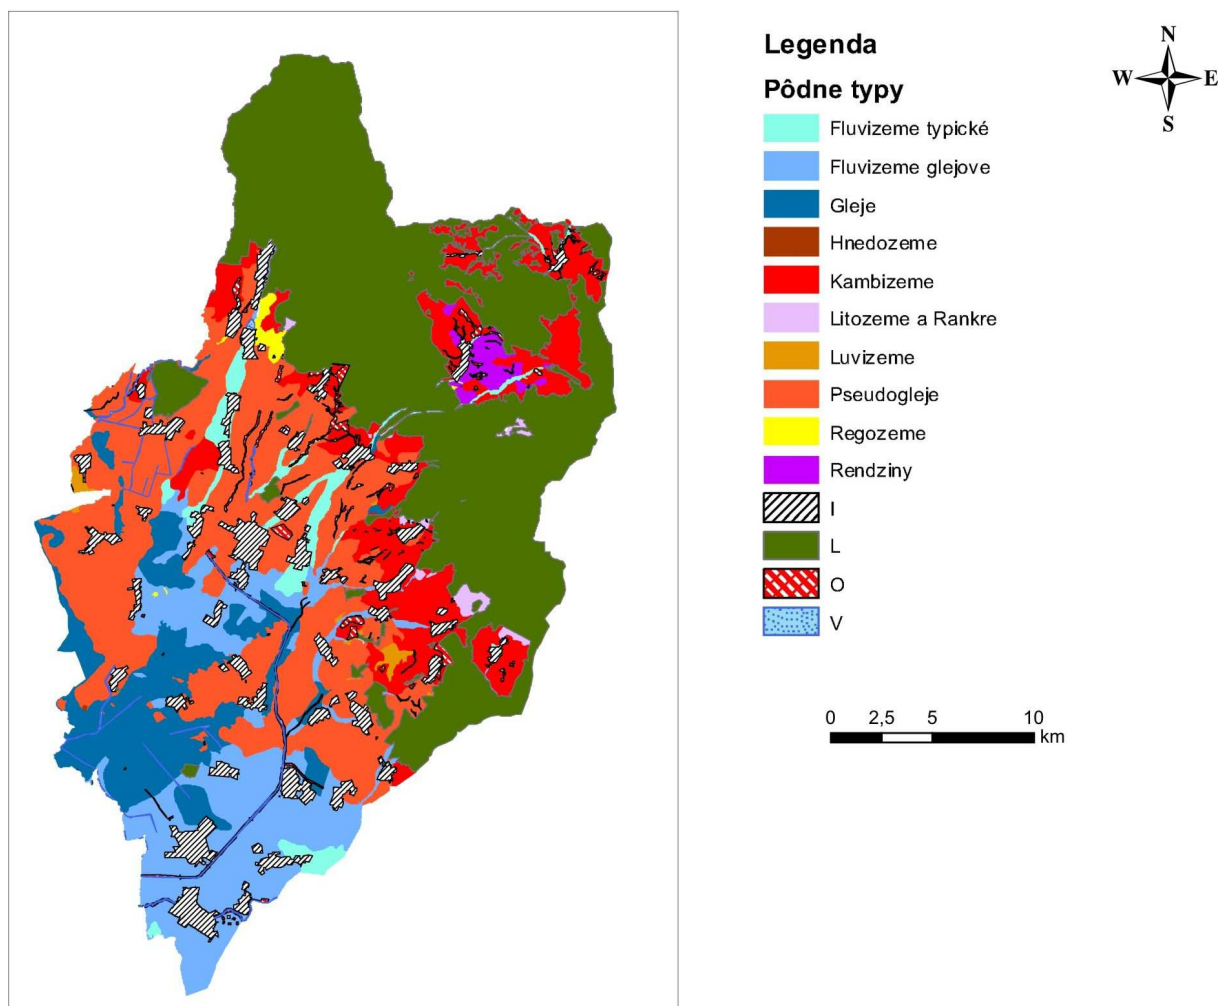 Legenda
Pôdne typy
Fluvizeme typické
Fluvizeme glejove
Gleje
Hnedozeme
Kambizeme
Litozeme a Rankre
Luvizeme
Pseudogleje
Regozeme
Rendziny
I
L
O
V
N
W E
S
0 2,5 5 10
km